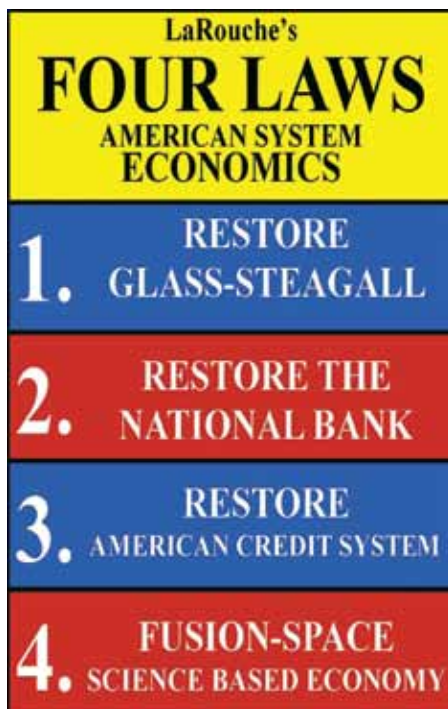 LaRouche's
FOUR LAWS
AMERICAN SYSTEM
ECONOMICS
1. RESTORE
GLASS-STEAGALL
2. RESTORE THE
NATIONAL BANK
3. RESTORE
AMERICAN CREDIT SYSTEM
4. FUSION-SPACE
SCIENCE BASED ECONOMY